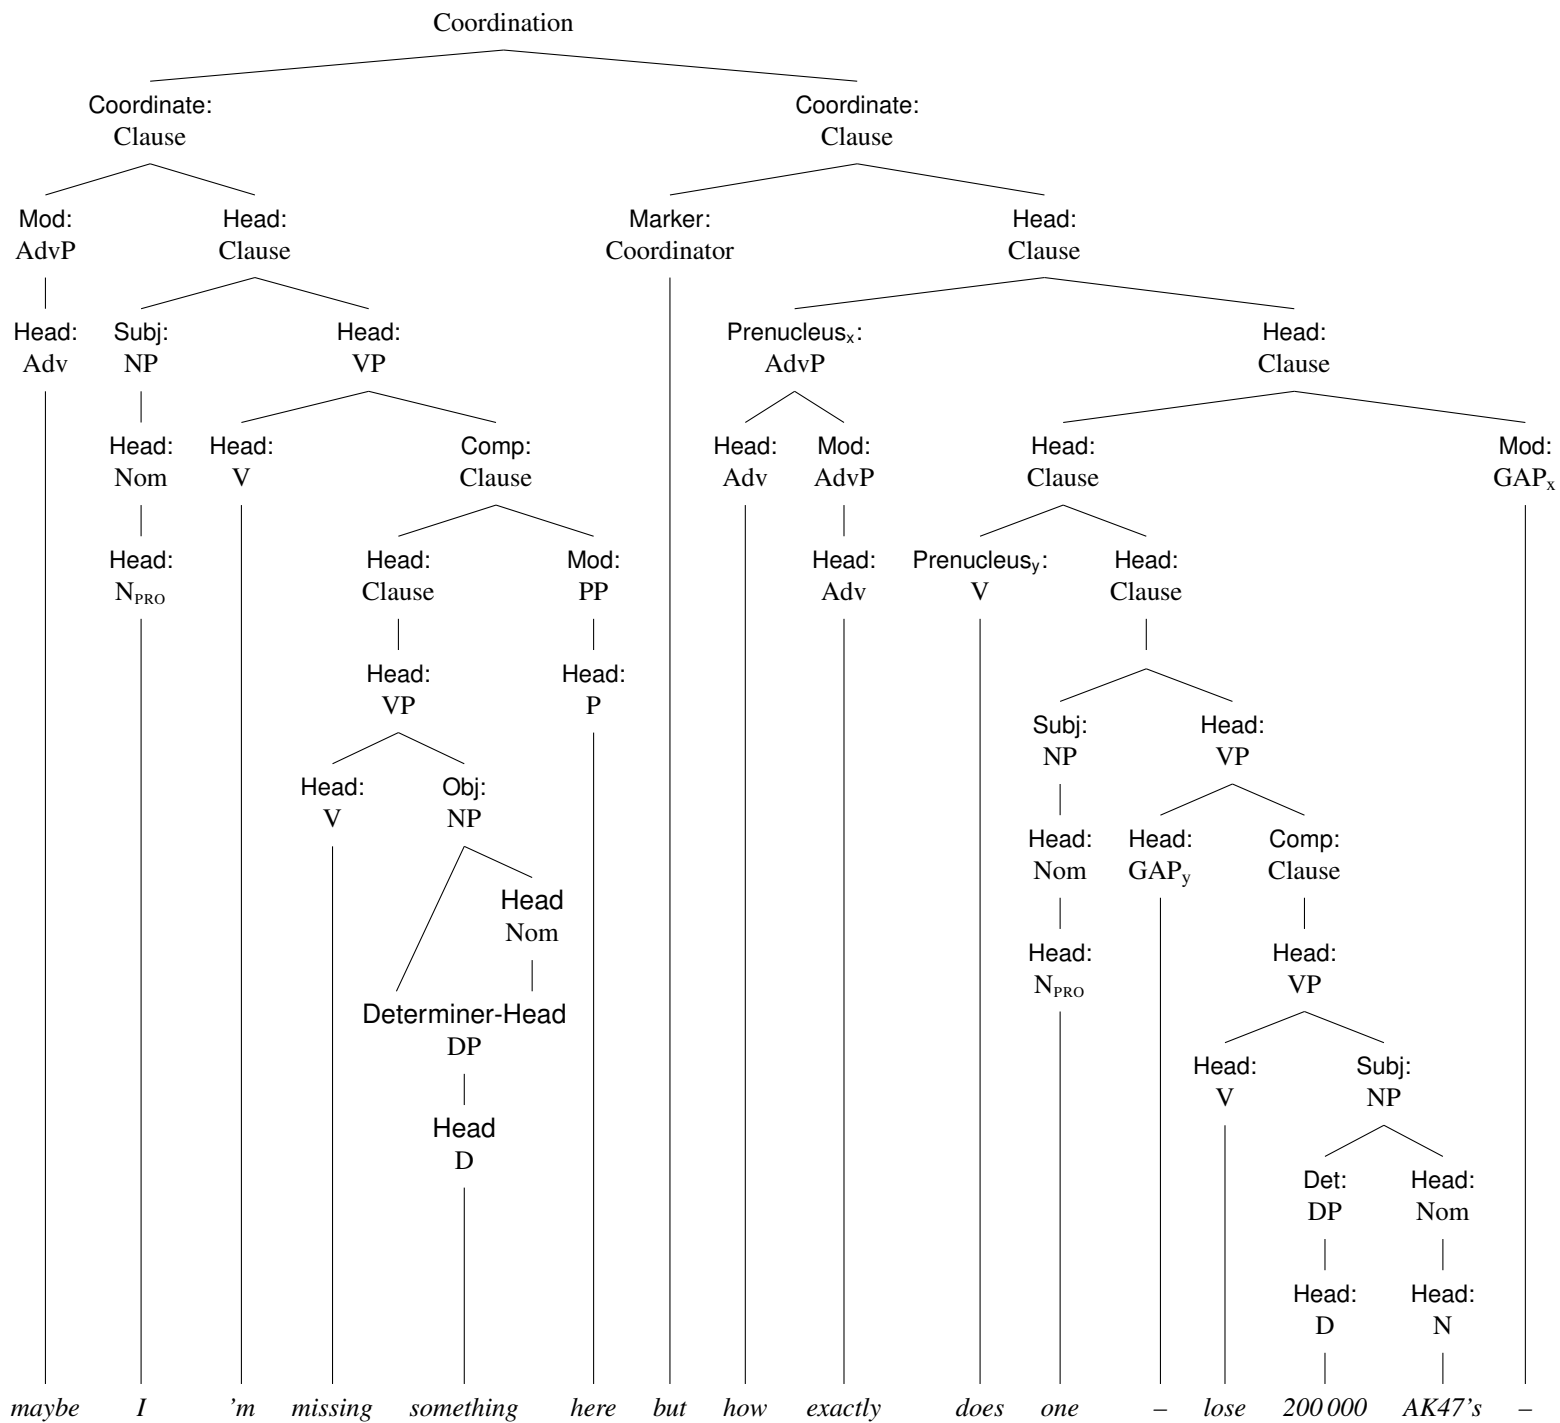 Coordination
Coordinate: Coordinate:
Clause Clause
Mod: Head: Marker: Head:
AdvP Clause Coordinator Clause
Head: Subj: Head: Prenucleusx: Head:
Adv NP VP AdvP Clause
Head: Head: Comp: Head: Mod: Head: Mod:
Nom V Clause Adv AdvP Clause GAPx
Head: Head: Mod: Head: Prenucleusy: Head:
NPRO Clause PP Adv V Clause
Head: Head:
VP P
Subj: Head:
NP VP
Head: Obj:
V NP
Head: Head: Comp:
Nom GAPy Clause
Head
Nom
Head: Head:
NPRO VP
Determiner-Head
DP
Head: Subj:
V NP
Head
D
Det: Head:
DP Nom
Head: Head:
D N
maybe I 'm missing something here but how exactly does one – lose 200 000 AK47's –